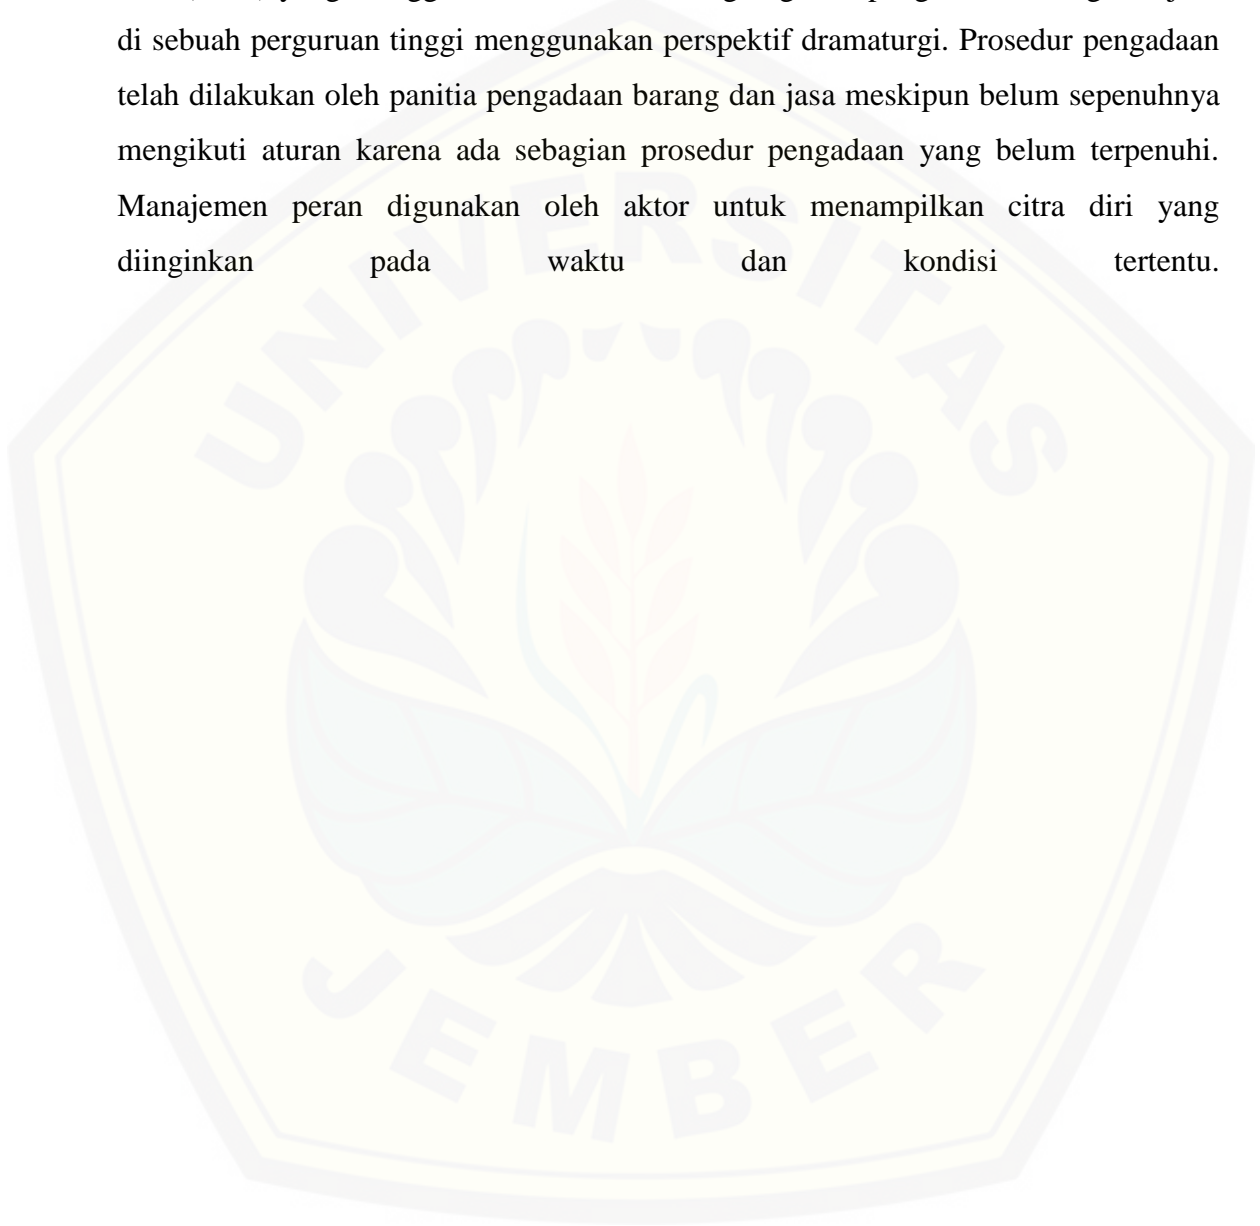 di sebuah perguruan tinggi menggunakan perspektif dramaturgi. Prosedur pengadaan
telah dilakukan oleh panitia pengadaan barang dan jasa meskipun belum sepenuhnya
mengikuti aturan karena ada sebagian prosedur pengadaan yang belum terpenuhi.
Manajemen peran digunakan oleh aktor untuk menampilkan citra diri yang
diinginkan pada waktu dan kondisi tertentu.
UNIVERSITAS
JEMBER